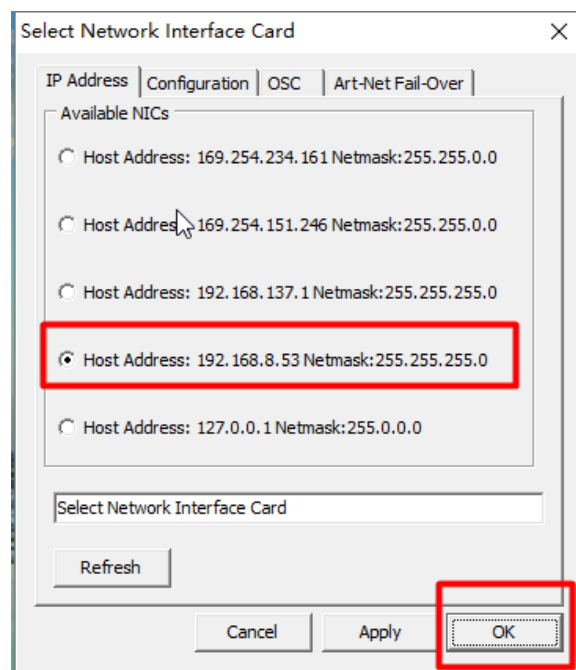 Select Network Interface Card
IP Address Configuration OSC Art-Net Fail-Over
Available NICs
Host Address: 169.254.234.161 Netmask:255.255.0.0
Host Address: 169.254.151.246 Netmask:255.255.0.0
Host Address: 192.168.137.1 Netmask:255.255.255.0
Host Address: 192.168.8.53 Netmask:255.255.255.0
Host Address: 127.0.0.1 Netmask:255.0.0.0
Select Network Interface Card
Refresh
Cancel Apply OK